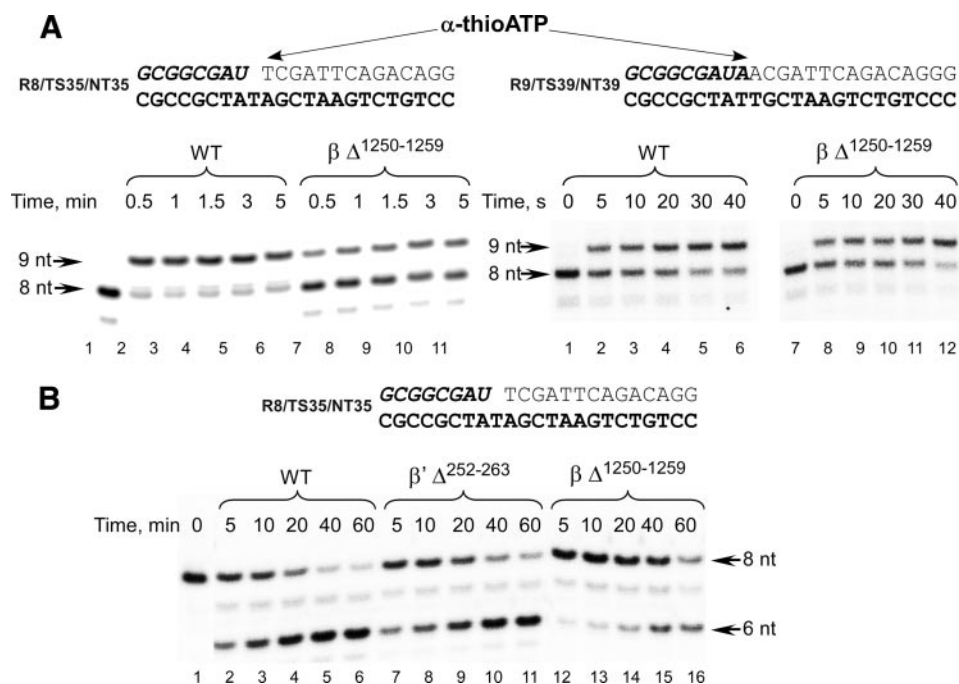 A
α-thioATP
R8/TS35/NT35 GCGGCGAU TCGATTCAGACAGG
CGCCGCTATAGCTAAGTCTGTCC
R9/TS39/NT39 GCGGCGAUAACGATTCAGACAGGG
CGCCGCTATTGCTAAGTCTGTCCC
WT β Δ1250-1259 WT β Δ1250-1259
Time, min 0.5 1 1.5 3 5 0.5 1 1.5 3 5 Time, s 0 5 10 20 30 40 0 5 10 20 30 40
9 nt 9 nt
8 nt 8 nt
1 2 3 4 5 6 7 8 9 10 11 1 2 3 4 5 6 7 8 9 10 11 12
B
R8/TS35/NT35 GCGGCGAU TCGATTCAGACAGG
CGCCGCTATAGCTAAGTCTGTCC
WT β' Δ252-263 β Δ1250-1259
Time, min 0 5 10 20 40 60 5 10 20 40 60 5 10 20 40 60
8 nt
6 nt
1 2 3 4 5 6 7 8 9 10 11 12 13 14 15 16